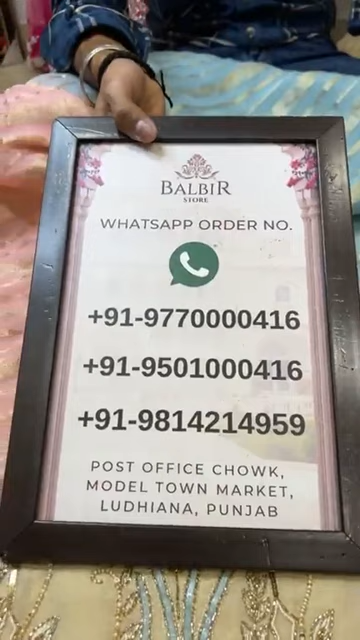 BALBIR
STORE
WHATSAPP ORDER NO.
+91-9770000416
+91-9501000416
+91-9814214959
POST OFFICE CHOWK,
MODEL TOWN MARKET,
LUDHIANA, PUNJAB